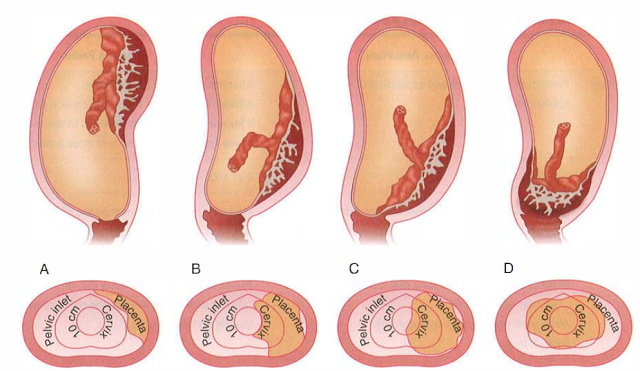 A
B
C
D
Pelvic inlet
10 cm
Cervix
Placenta
Pelvic inlet
10 cm
Cervix
Placenta
Pelvic inlet
10 cm
Cervix
Placenta
10 cm
Cervix
Placenta